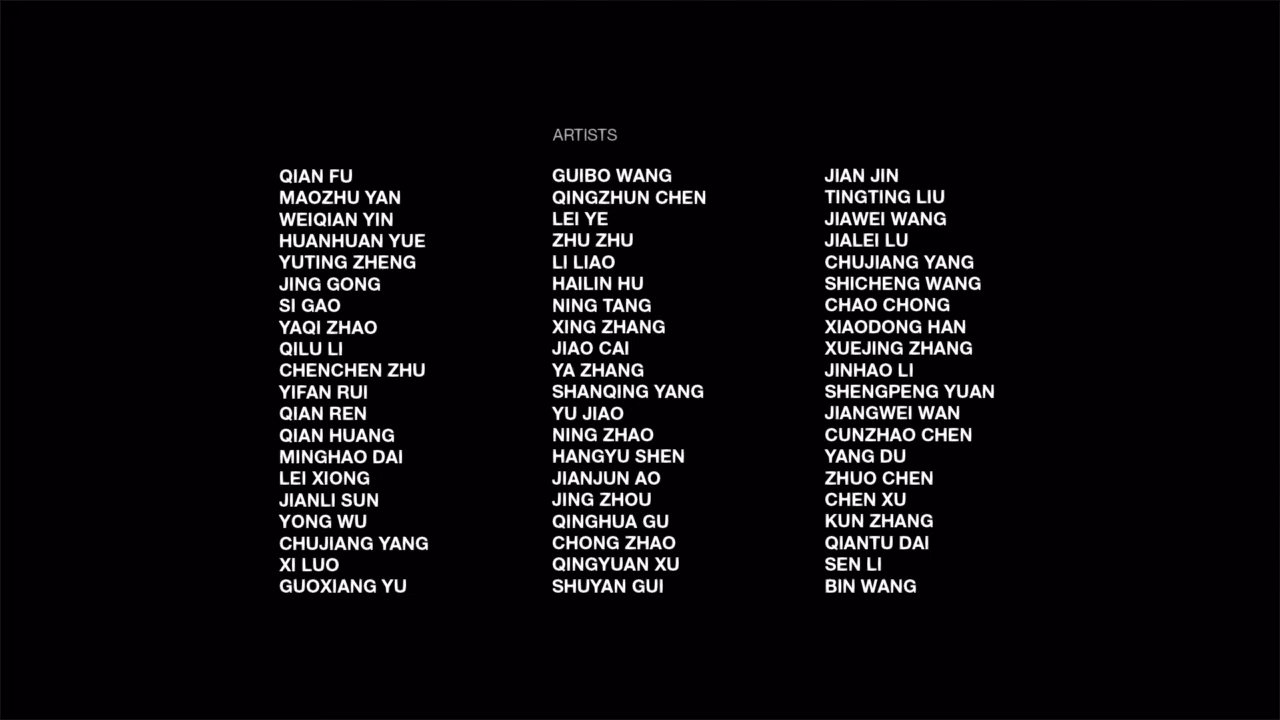 ARTISTS
QIAN FU
MAOZHU YAN
WEIQIAN YIN
HUANHUAN YUE
YUTING ZHENG
JING GONG
SI GAO
YAQI ZHAO
QILU LI
CHENCHEN ZHU
YIFAN RUI
QIAN REN
QIAN HUANG
MINGHAO DAI
LEI XIONG
JIANLI SUN
YONG WU
CHUJIANG YANG
XI LUO
GUOXIANG YU
GUIBO WANG
QINGZHUN CHEN
LEI YE
ZHU ZHU
LI LIAO
HAILIN HU
NING TANG
XING ZHANG
JIAO CAI
YA ZHANG
SHANQING YANG
YU JIAO
NING ZHAO
HANGYU SHEN
JIANJUN AO
JING ZHOU
QINGHUA GU
CHONG ZHAO
QINGYUAN XU
SHUYAN GUI
JIAN JIN
TINGTING LIU
JIAWEI WANG
JIALEI LU
CHUJIANG YANG
SHICHENG WANG
CHAO CHONG
XIAODONG HAN
XUEJING ZHANG
JINHAO LI
SHENGPENG YUAN
JIANGWEI WAN
CUNZHAO CHEN
YANG DU
ZHUO CHEN
CHEN XU
KUN ZHANG
QIANTU DAI
SEN LI
BIN WANG